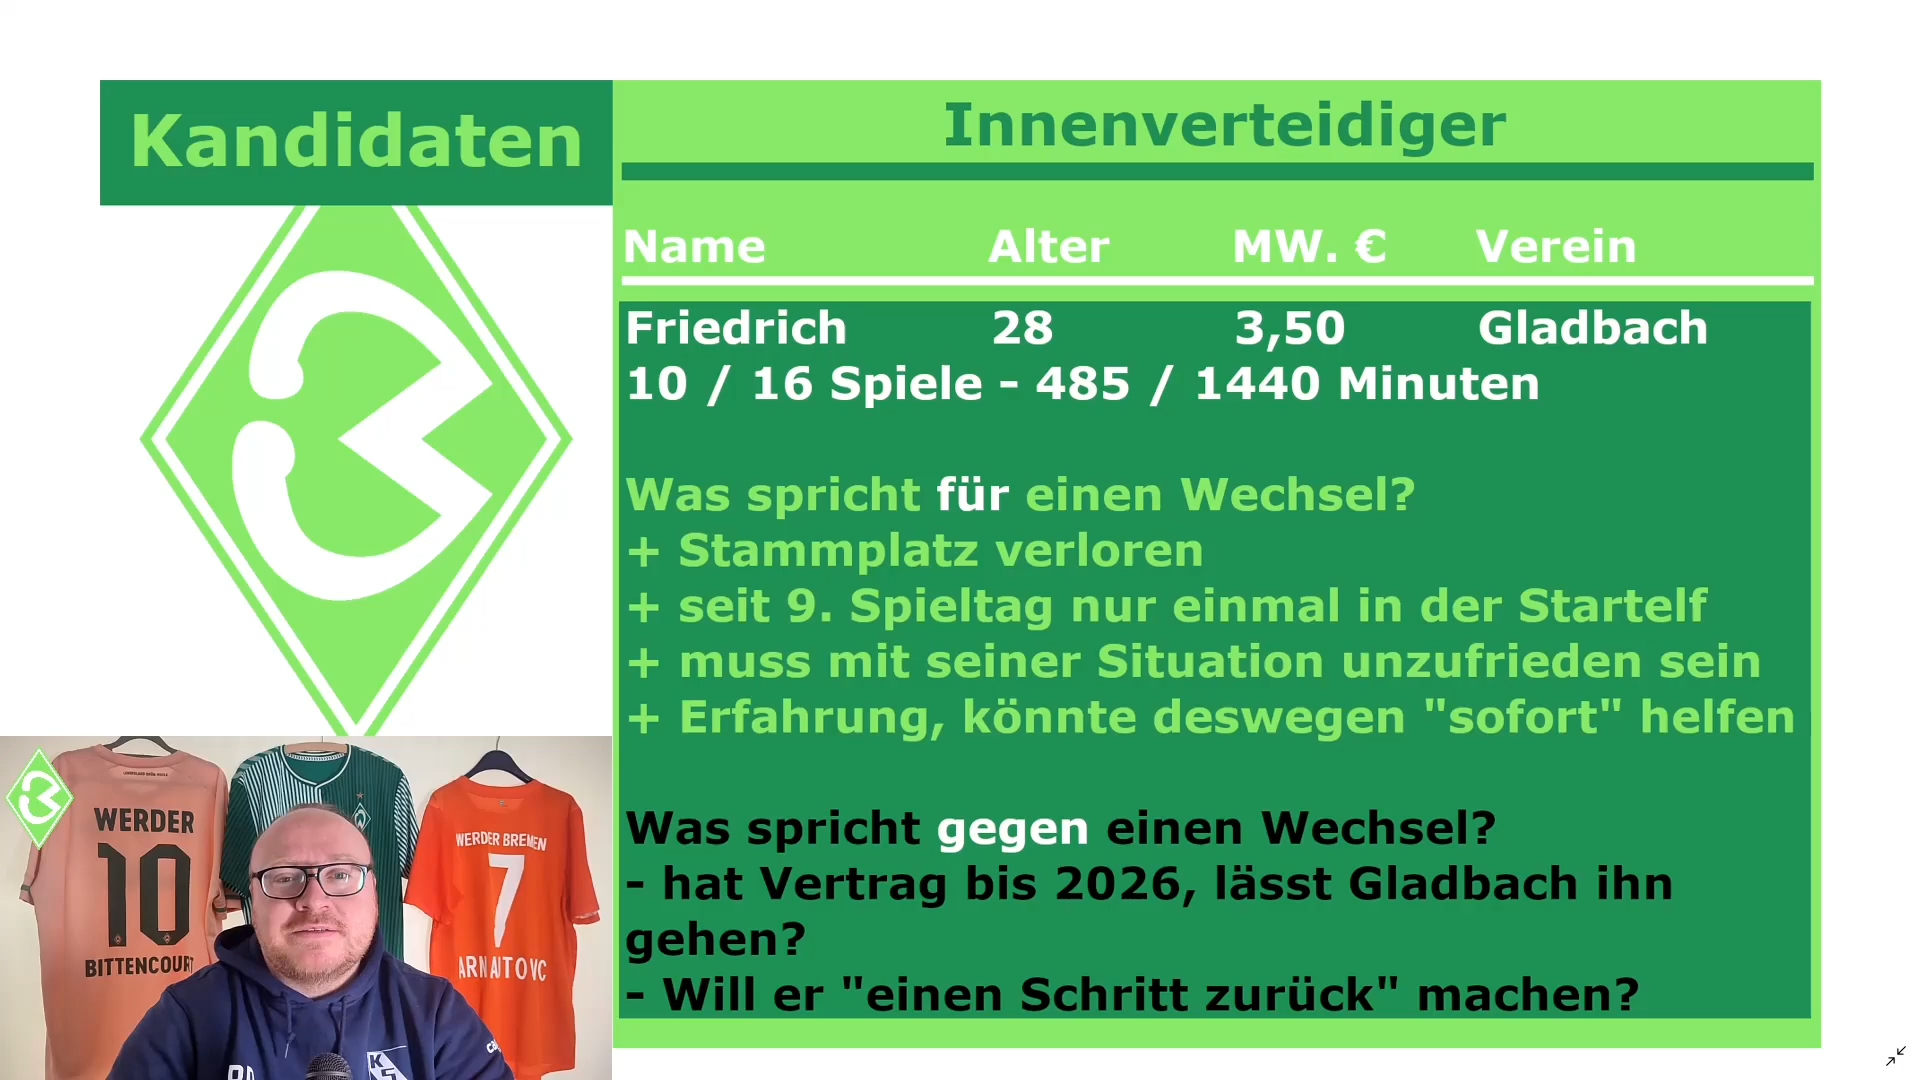 Kandidaten
Innenverteidiger
Name Alter MW. € Verein
Friedrich 28 3,50 Gladbach
10 / 16 Spiele - 485 / 1440 Minuten
Was spricht für einen Wechsel?
+ Stammplatz verloren
+ seit 9. Spieltag nur einmal in der Startelf
+ muss mit seiner Situation unzufrieden sein
+ Erfahrung, könnte deswegen "sofort" helfen
Was spricht gegen einen Wechsel?
- hat Vertrag bis 2026, lässt Gladbach ihn
gehen?
- Will er "einen Schritt zurück" machen?
WERDER
10
BITTENCOURT
WERDER BREMEN
7
ARNAUTOVIC